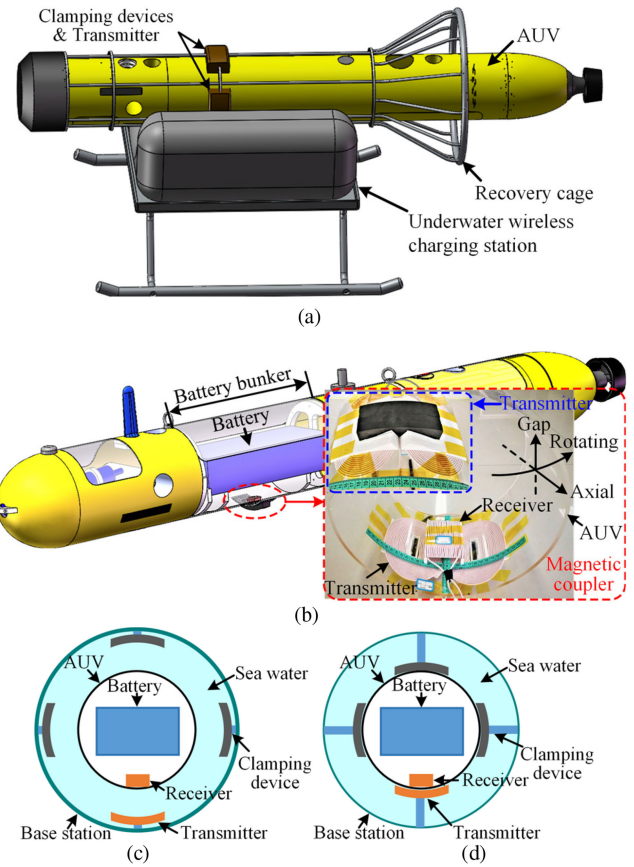 Clamping devices
& Transmitter
AUV
Recovery cage
Underwater wireless
charging station
(a)
Battery bunker
Battery
Transmitter
Gap
Rotating
Axial
Receiver
AUV
Magnetic
coupler
Transmitter
(b)
AUV
Battery
Sea water
Clamping
device
Receiver
Base station
Transmitter
(c)
AUV
Battery
Sea water
Clamping
device
Receiver
Base station
Transmitter
(d)